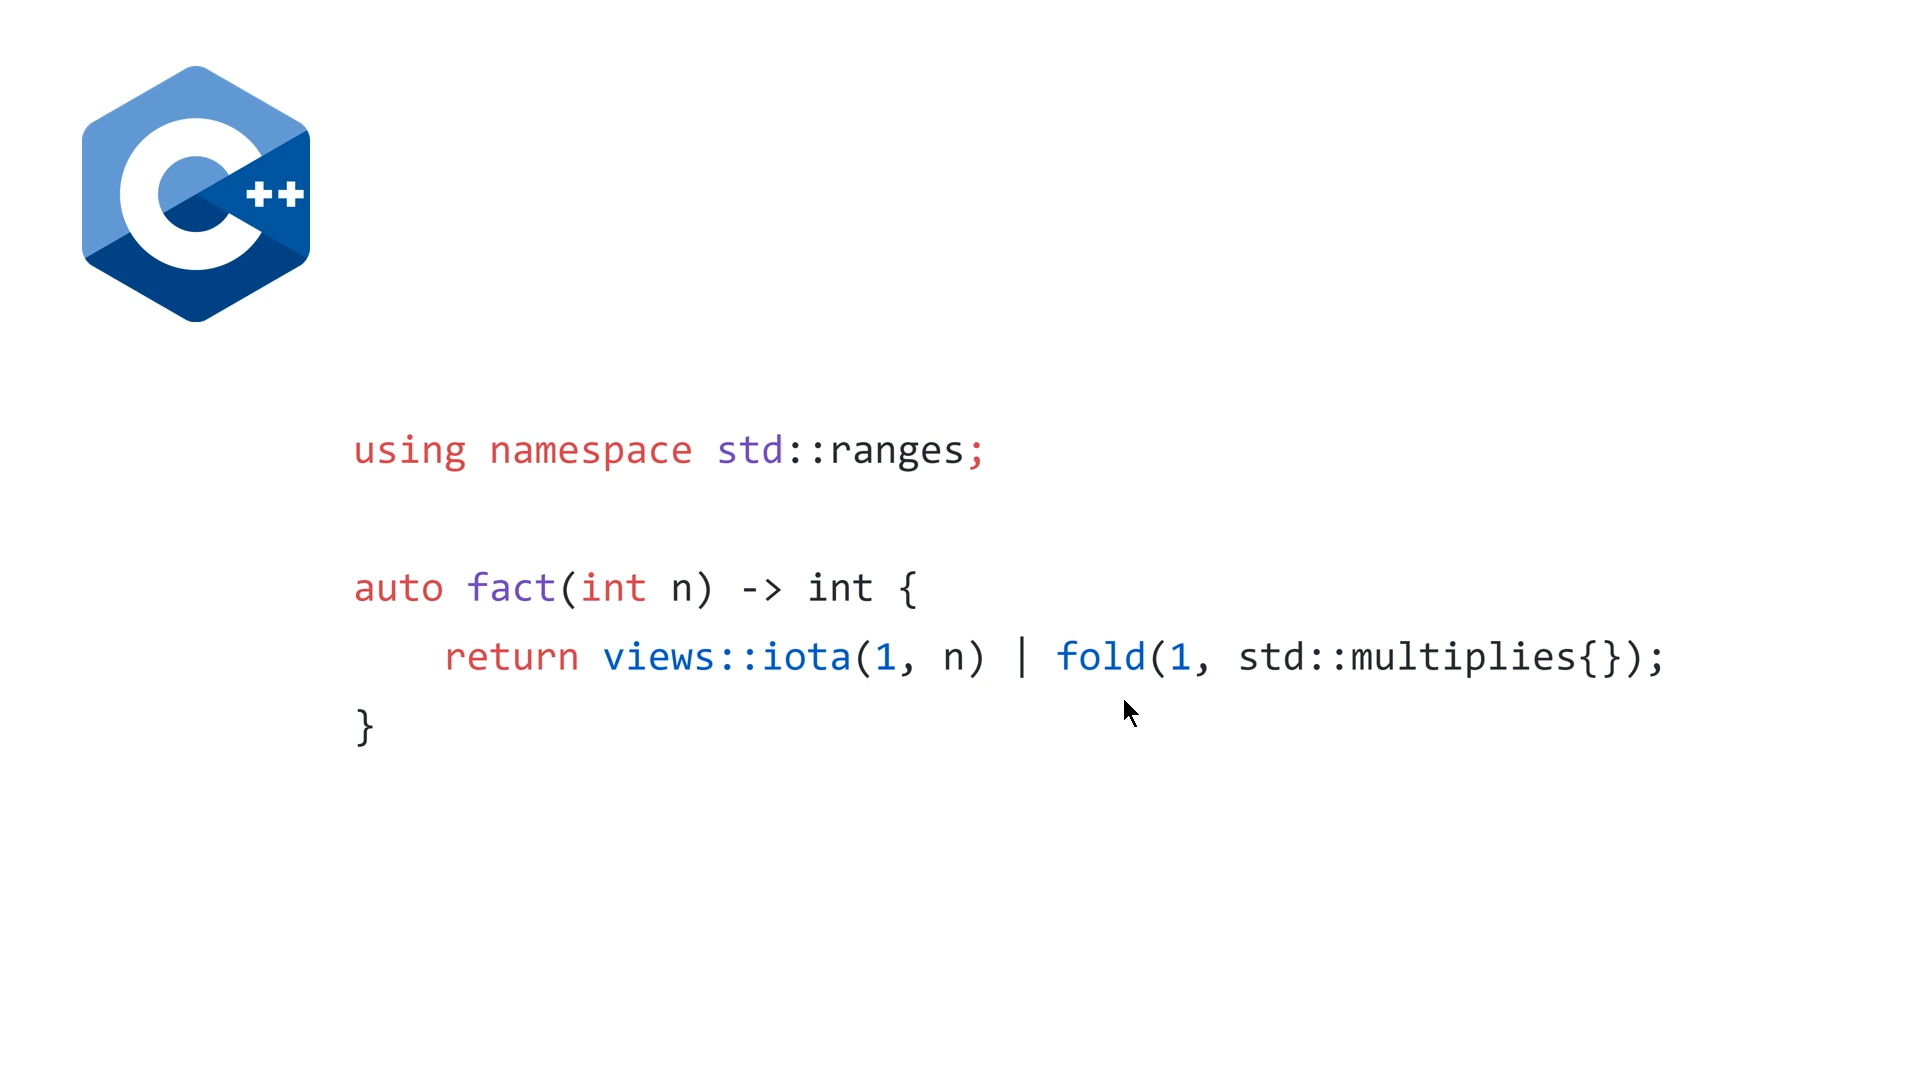 C++
using namespace std::ranges;
auto fact(int n) -> int {
    return views::iota(1, n) | fold(1, std::multiplies{});
}